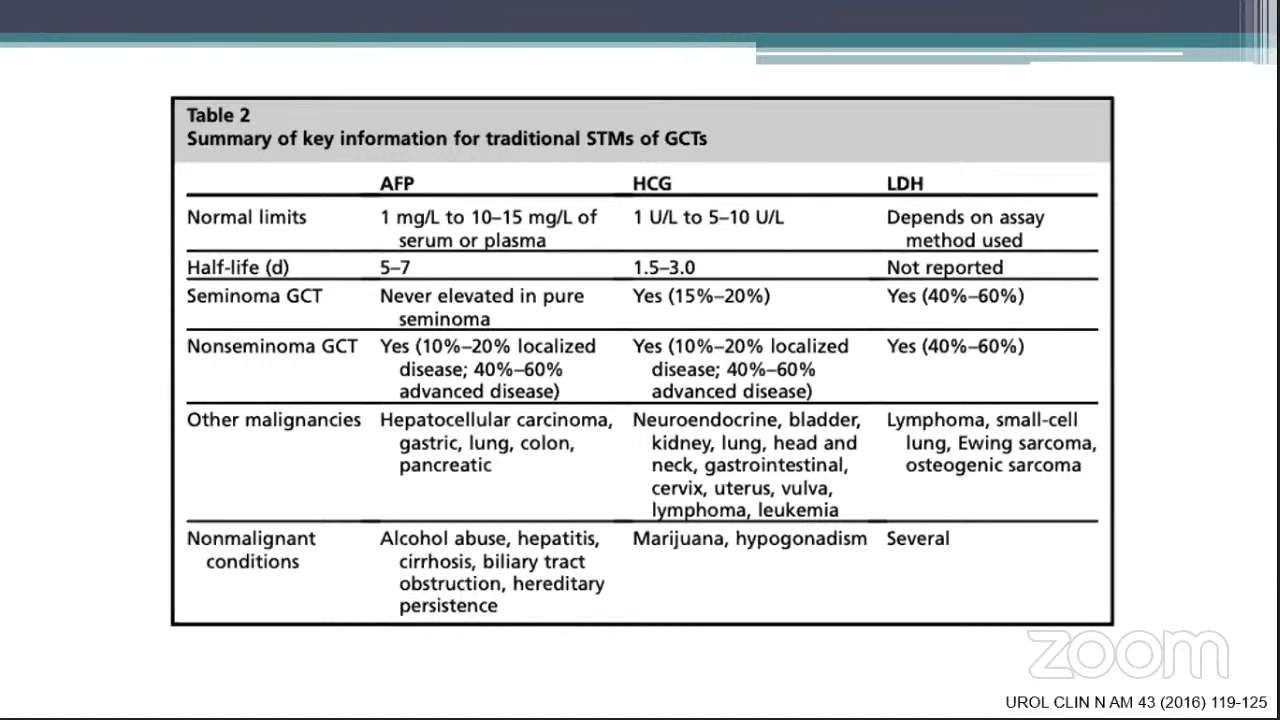 Table 2
Summary of key information for traditional STMs of GCTs
AFP HCG LDH
Normal limits 1 mg/L to 10–15 mg/L of serum or plasma 1 U/L to 5–10 U/L Depends on assay method used
Half-life (d) 5–7 1.5–3.0 Not reported
Seminoma GCT Never elevated in pure seminoma Yes (15%–20%) Yes (40%–60%)
Nonseminoma GCT Yes (10%–20% localized disease; 40%–60% advanced disease) Yes (10%–20% localized disease; 40%–60% advanced disease) Yes (40%–60%)
Other malignancies Hepatocellular carcinoma, gastric, lung, colon, pancreatic Neuroendocrine, bladder, kidney, lung, head and neck, gastrointestinal, cervix, uterus, vulva, lymphoma, leukemia Lymphoma, small-cell lung, Ewing sarcoma, osteogenic sarcoma
Nonmalignant conditions Alcohol abuse, hepatitis, cirrhosis, biliary tract obstruction, hereditary persistence Marijuana, hypogonadism Several
zoom
UROL CLIN N AM 43 (2016) 119-125